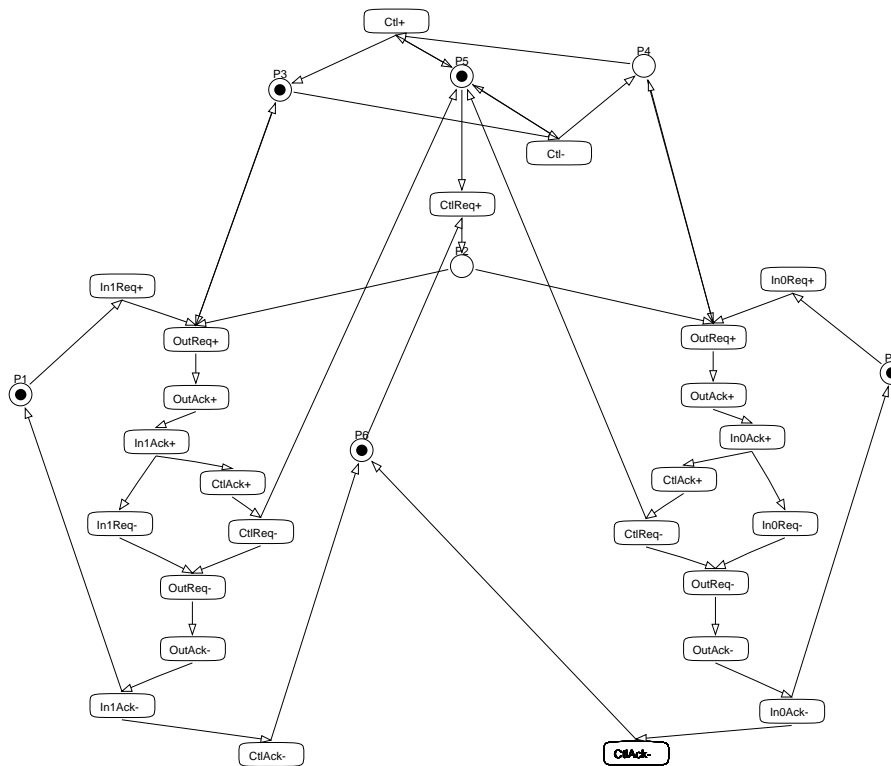 Ctl+
P4
P5
P3
Ctl-
CtlReq+
P2
In0Req+
In1Req+
OutReq+
OutReq+
P
P1
OutAck+
OutAck+
In0Ack+
In1Ack+
P6
CtlAck+
CtlAck+
In1Req-
In0Req-
CtlReq-
CtlReq-
OutReq-
OutReq-
OutAck-
OutAck-
In1Ack-
In0Ack-
CtlAck-
CtlAck-